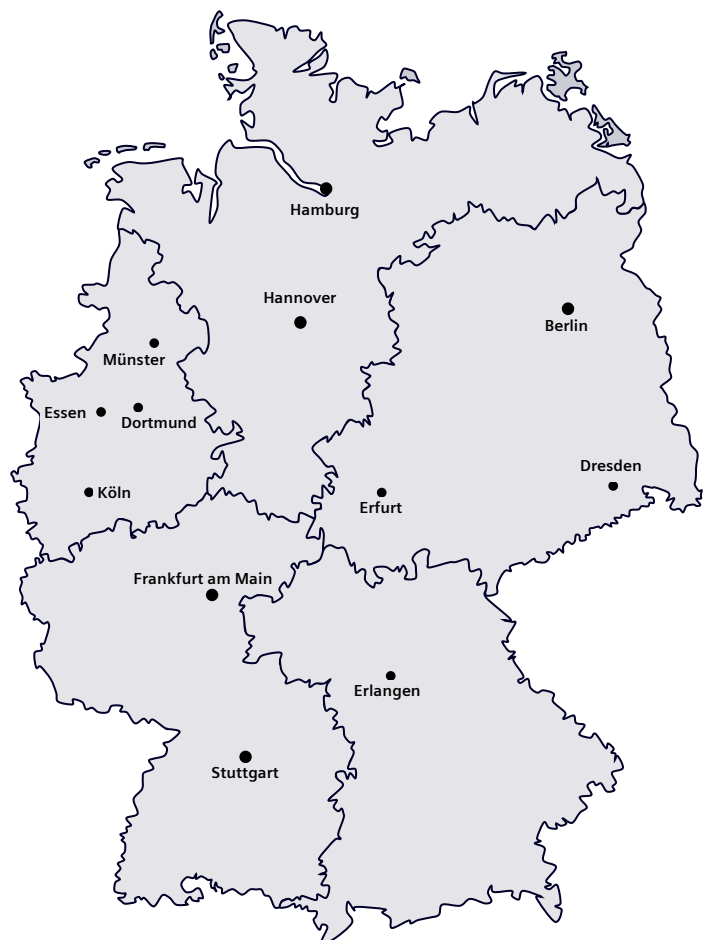 Hamburg
Hannover
Berlin
Münster
Essen
Dortmund
Dresden
Köln
Erfurt
Frankfurt am Main
Erlangen
Stuttgart